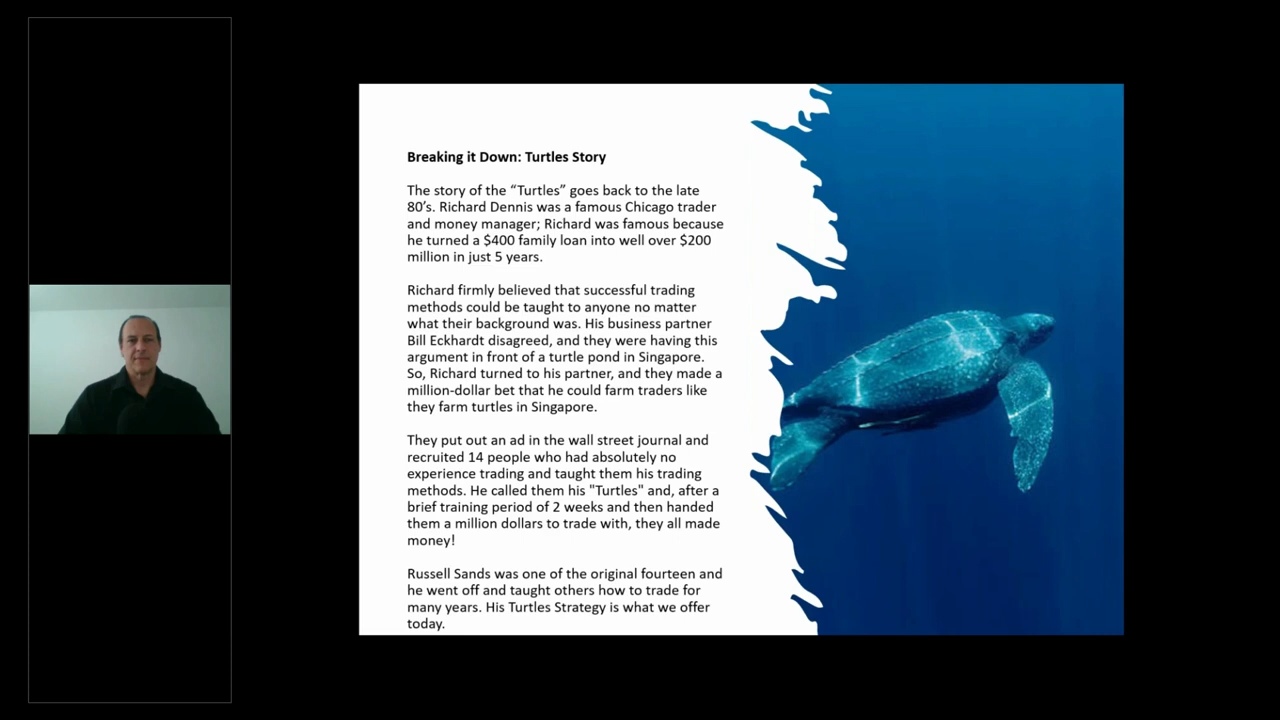 Breaking it Down: Turtles Story
The story of the “Turtles” goes back to the late
80’s. Richard Dennis was a famous Chicago trader
and money manager; Richard was famous because
he turned a $400 family loan into well over $200
million in just 5 years.
Richard firmly believed that successful trading
methods could be taught to anyone no matter
what their background was. His business partner
Bill Eckhardt disagreed, and they were having this
argument in front of a turtle pond in Singapore.
So, Richard turned to his partner, and they made a
million-dollar bet that he could farm traders like
they farm turtles in Singapore.
They put out an ad in the wall street journal and
recruited 14 people who had absolutely no
experience trading and taught them his trading
methods. He called them his "Turtles" and, after a
brief training period of 2 weeks and then handed
them a million dollars to trade with, they all made
money!
Russell Sands was one of the original fourteen and
he went off and taught others how to trade for
many years. His Turtles Strategy is what we offer
today.